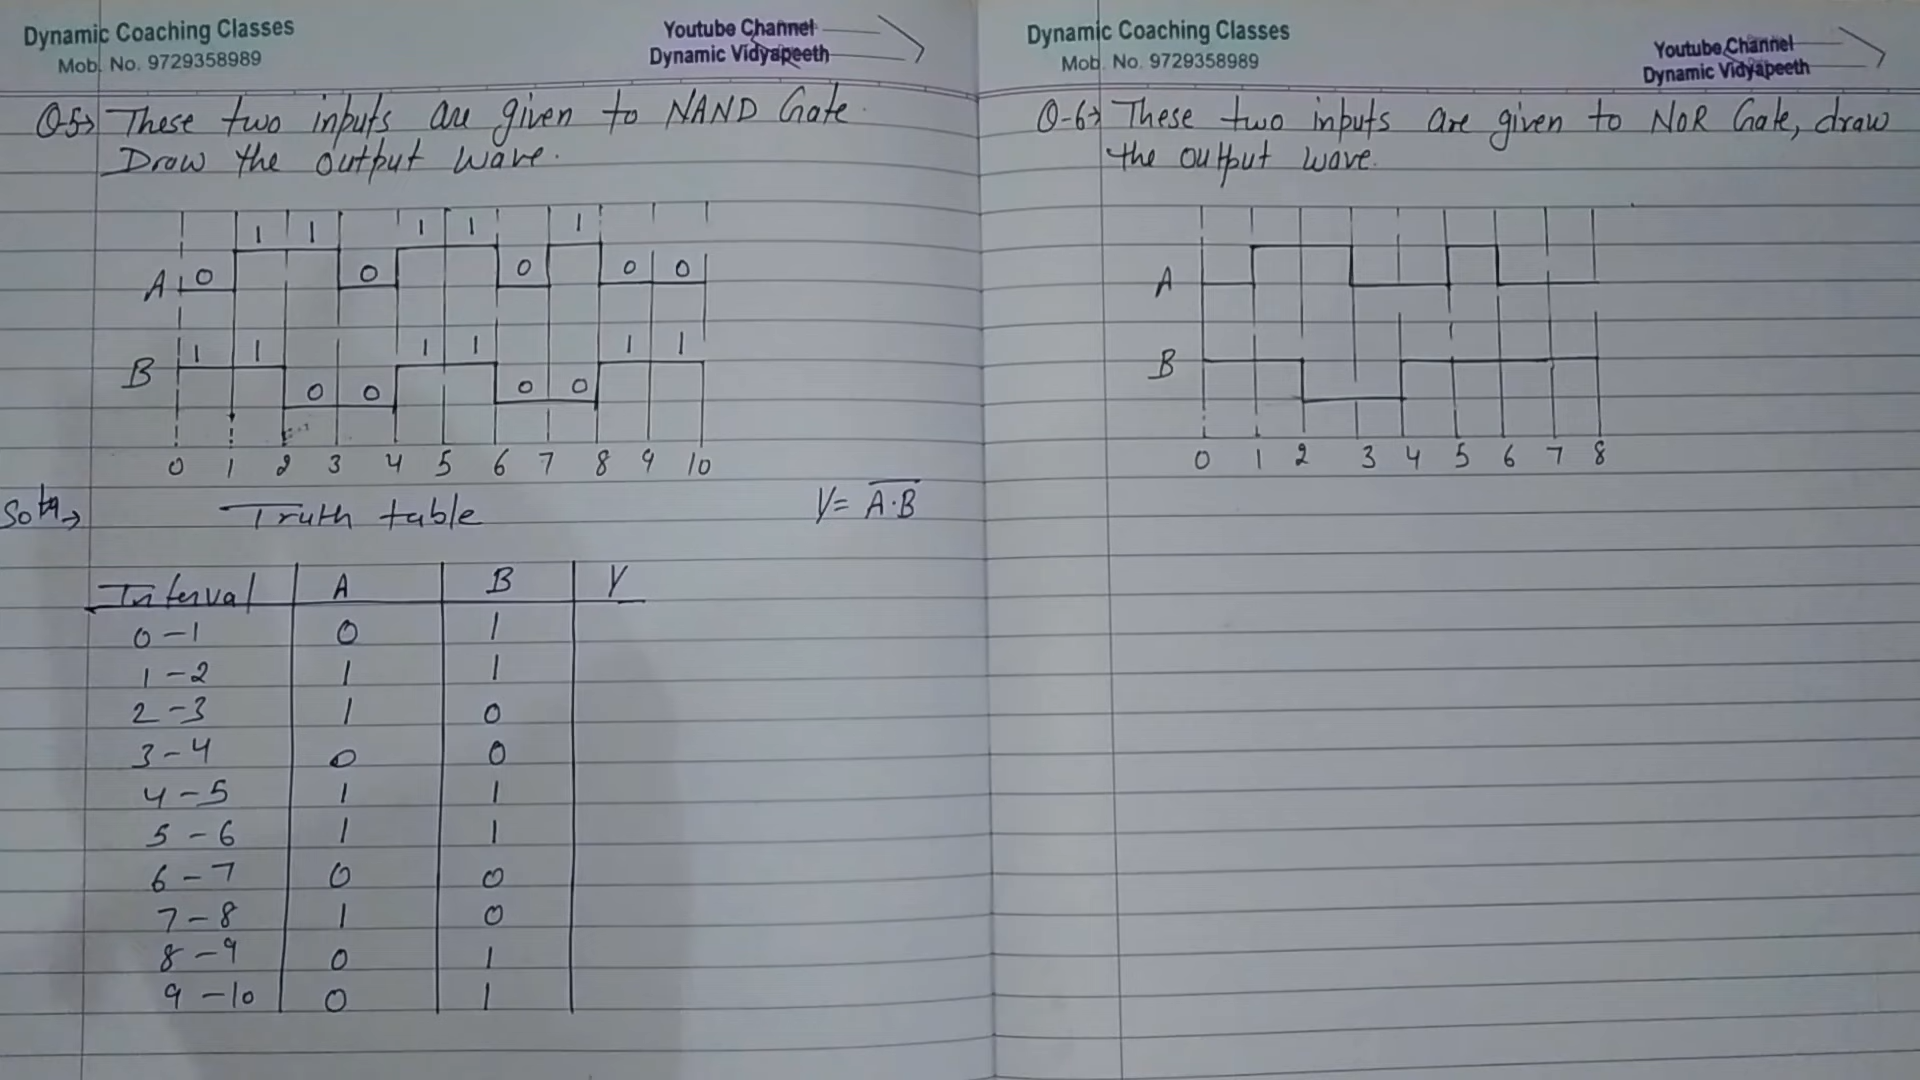 Dynamic Coaching Classes
Mob. No. 9729358989
Youtube Channel
Dynamic Vidyapeeth
Q-5→ These two inputs are given to NAND Gate.
Draw the output wave.
1 1 1 1 1
A 0 0 0 0 0
1 1 1 1 1 1
B 0 0 0 0
0 1 2 3 4 5 6 7 8 9 10
Soln→ Truth table Y = \overline{A·B}
Interval A B Y
0-1 0 1
1-2 1 1
2-3 1 0
3-4 0 0
4-5 1 1
5-6 1 1
6-7 0 0
7-8 1 0
8-9 0 1
9-10 0 1
Dynamic Coaching Classes
Mob. No. 9729358989
Youtube Channel
Dynamic Vidyapeeth
Q-6→ These two inputs are given to NOR Gate, draw
the output wave.
A
B
0 1 2 3 4 5 6 7 8